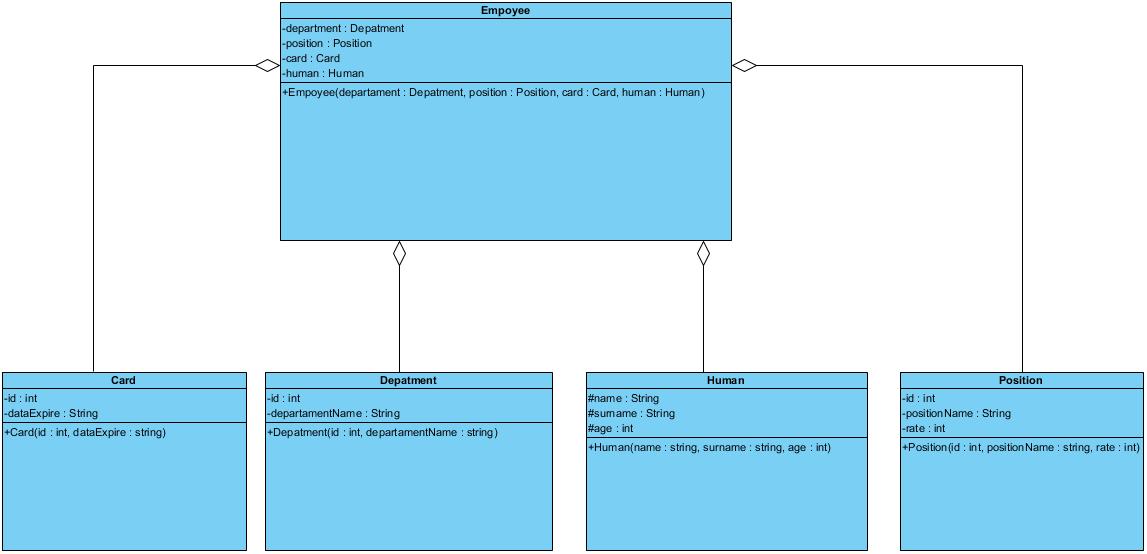 Empoyee
-department : Depatment
-position : Position
-card : Card
-human : Human
+Empoyee(departament : Depatment, position : Position, card : Card, human : Human)
Card
-id : int
-dataExpire : String
+Card(id : int, dataExpire : string)
Depatment
-id : int
-departamentName : String
+Depatment(id : int, departamentName : string)
Human
#name : String
#surname : String
#age : int
+Human(name : string, surname : string, age : int)
Position
-id : int
-positionName : String
-rate : int
+Position(id : int, positionName : string, rate : int)